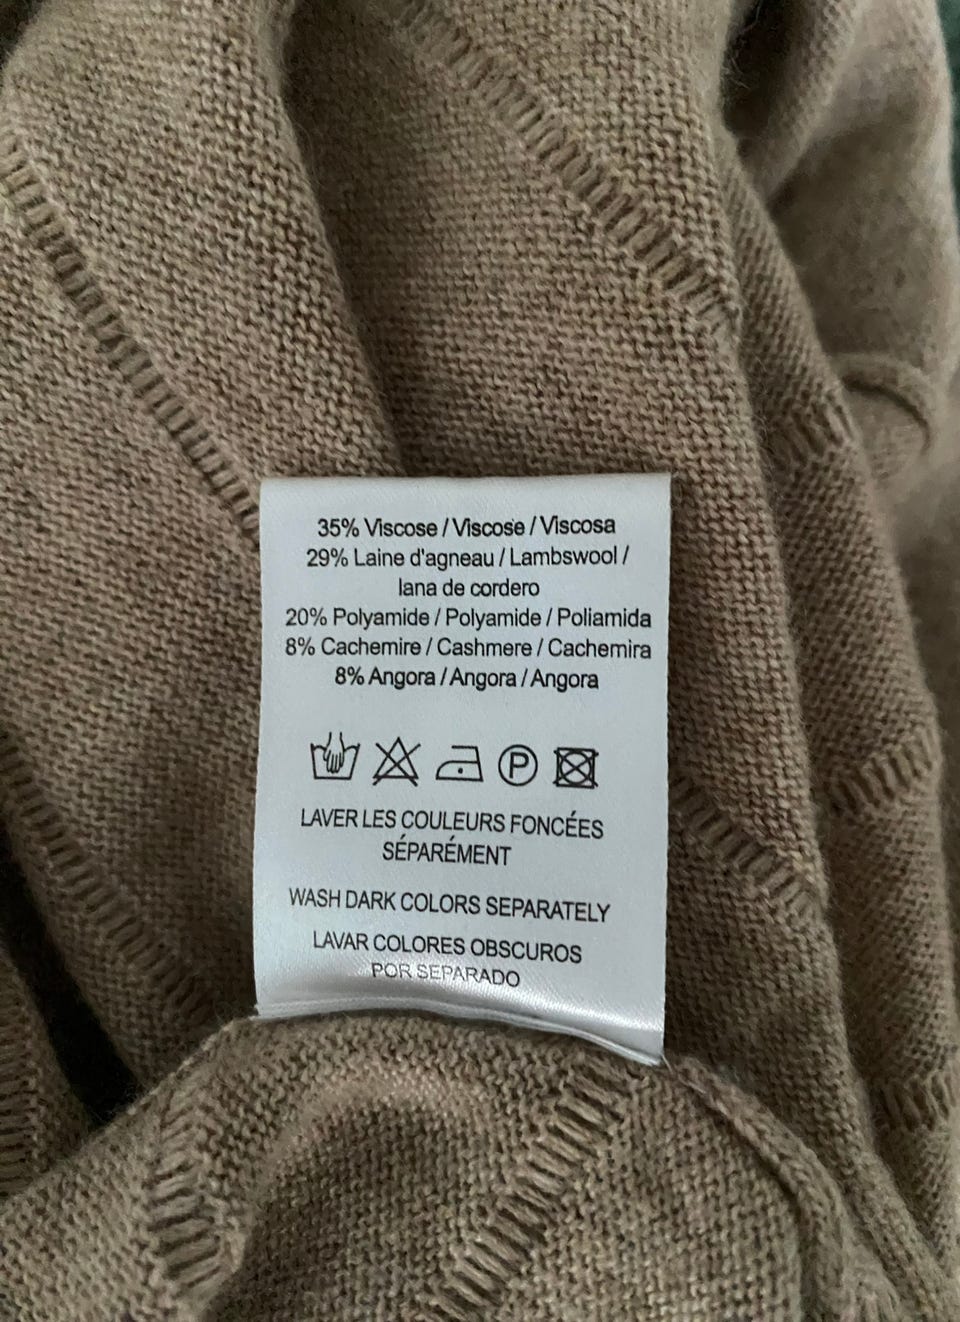 35% Viscose / Viscose / Viscosa
29% Laine d'agneau / Lambswool /
lana de cordero
20% Polyamide / Polyamide / Poliamida
8% Cachemire / Cashmere / Cachemira
8% Angora / Angora / Angora
P
LAVER LES COULEURS FONCÉES
SÉPARÉMENT
WASH DARK COLORS SEPARATELY
LAVAR COLORES OBSCUROS
POR SEPARADO